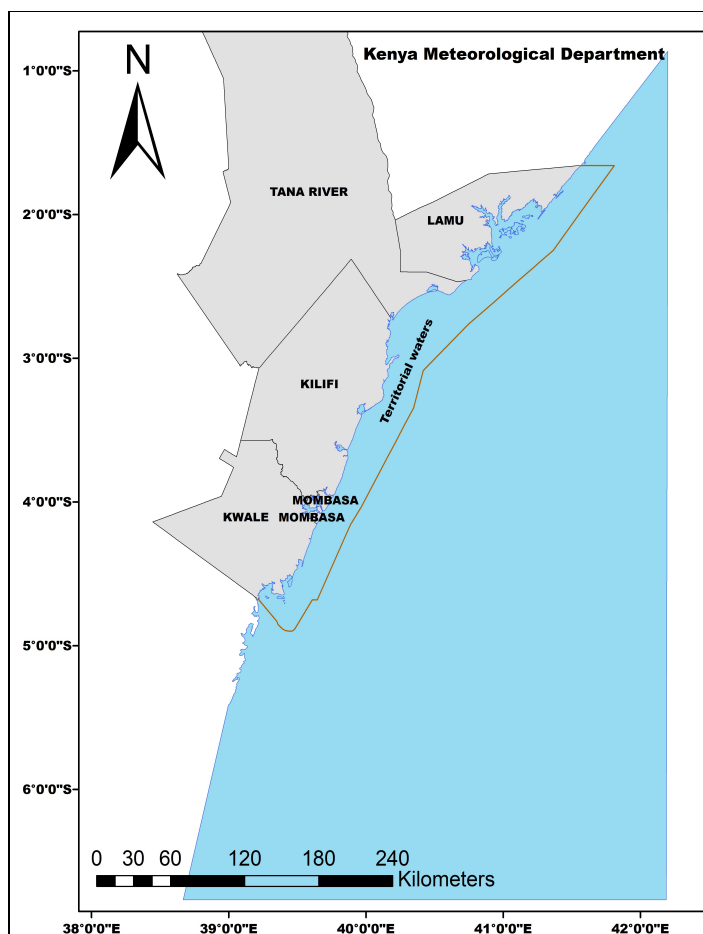 Kenya Meteorological Department
N
1°0'0"S
TANA RIVER
2°0'0"S
LAMU
Territorial waters
3°0'0"S
KILIFI
4°0'0"S
MOMBASA
KWALE
MOMBASA
5°0'0"S
6°0'0"S
0 30 60 120 180 240
Kilometers
38°0'0"E 39°0'0"E 40°0'0"E 41°0'0"E 42°0'0"E